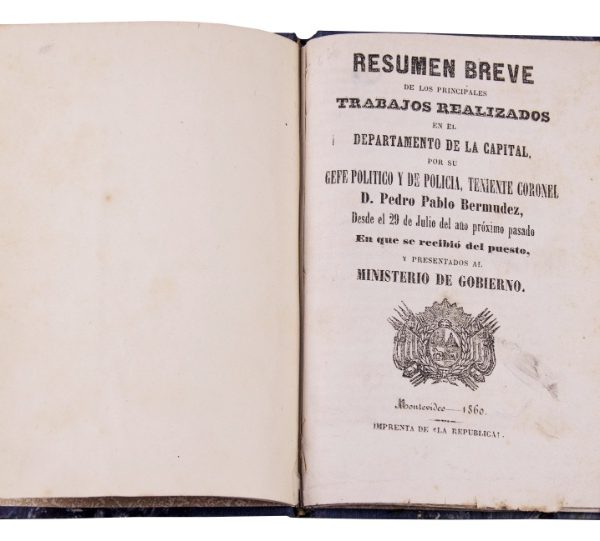 RESUMEN BREVE
DE LOS PRINCIPALES
TRABAJOS REALIZADOS
EN EL
DEPARTAMENTO DE LA CAPITAL,
POR SU
GEFE POLITICO Y DE POLICIA, TENIENTE CORONEL
D. Pedro Pablo Bermudez,
Desde el 29 de Julio del año próximo pasado
En que se recibió del puesto,
Y PRESENTADOS AL
MINISTERIO DE GOBIERNO.
Montevideo—1860.
IMPRENTA DE «LA REPUBLICA».